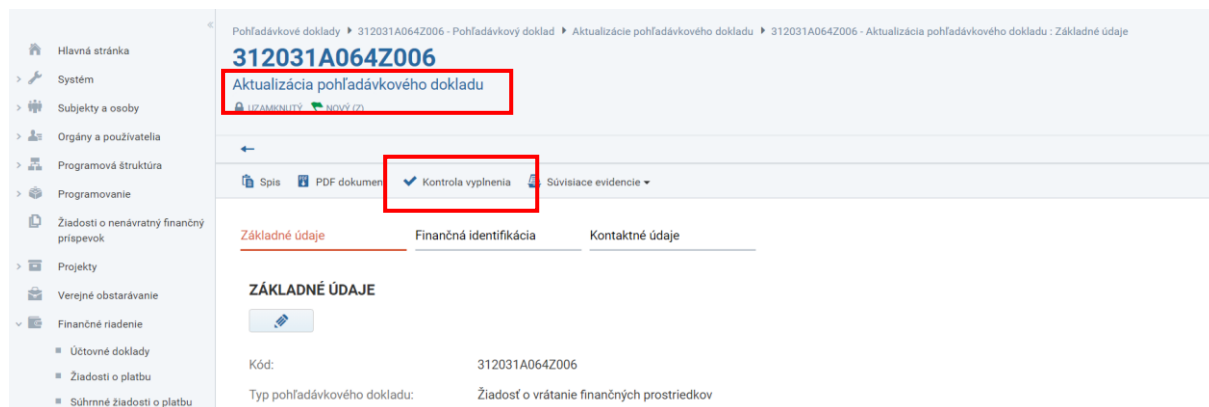 «
Pohľadávkové doklady ▸ 312031A064Z006 - Pohľadávkový doklad ▸ Aktualizácie pohľadávkového dokladu ▸ 312031A064Z006 - Aktualizácia pohľadávkového dokladu : Základné údaje
312031A064Z006
Aktualizácia pohľadávkového dokladu
UZAMKNUTÝ NOVÝ (Z)
Hlavná stránka
Systém
Subjekty a osoby
Orgány a používatelia
Programová štruktúra
Programovanie
Žiadosti o nenávratný finančný
príspevok
Projekty
Verejné obstarávanie
Finančné riadenie
Účtovné doklady
Žiadosti o platbu
Súhrnné žiadosti o platbu
Spis PDF dokumen Kontrola vyplnenia Súvisiace evidencie
Základné údaje Finančná identifikácia Kontaktné údaje
ZÁKLADNÉ ÚDAJE
Kód: 312031A064Z006
Typ pohľadávkového dokladu: Žiadosť o vrátanie finančných prostriedkov